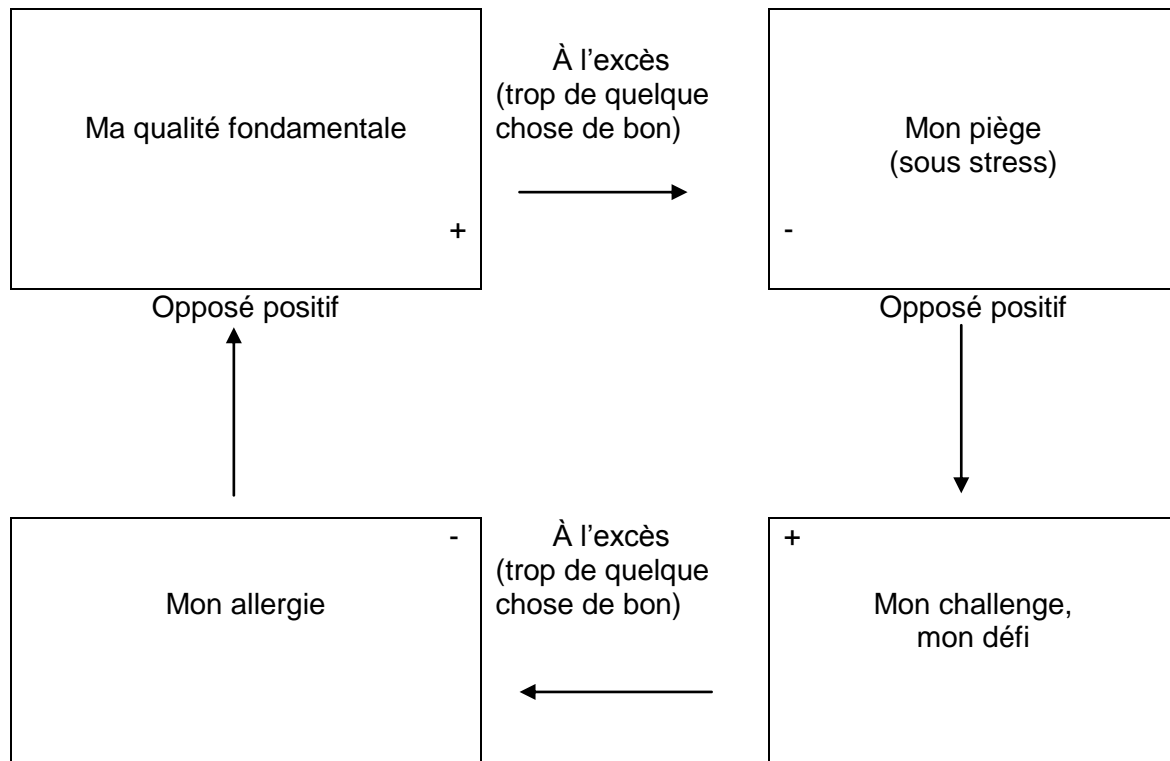 Ma qualité fondamentale
+
À l’excès
(trop de quelque
chose de bon)
Mon piège
(sous stress)
-
Opposé positif
Opposé positif
-
Mon allergie
À l’excès
(trop de quelque
chose de bon)
+
Mon challenge,
mon défi